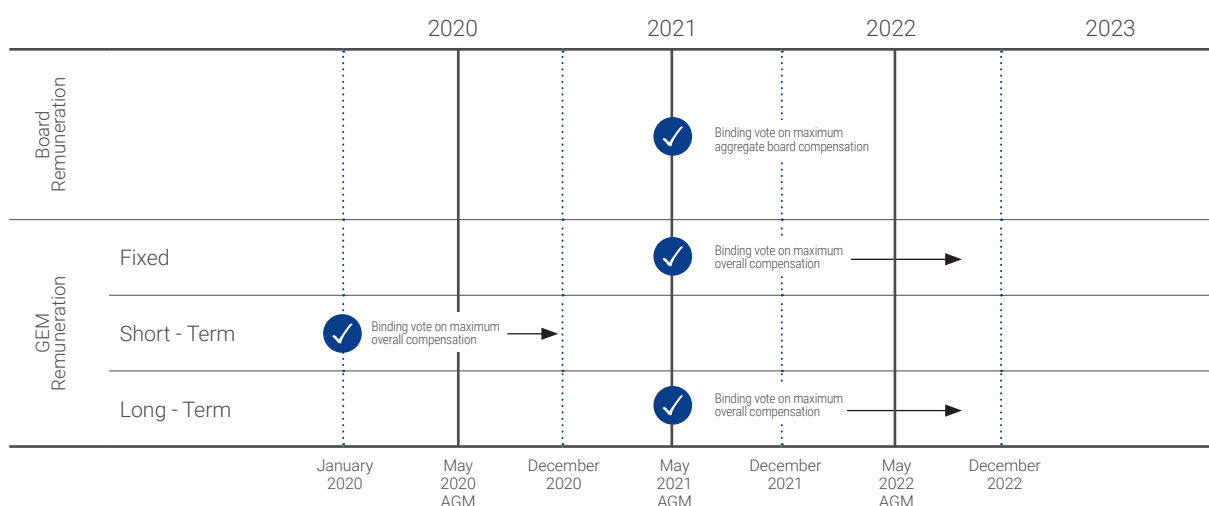 2020 2021 2022 2023
Board
Remuneration
Binding vote on maximum
aggregate board compensation
GEM
Remuneration
Fixed
Binding vote on maximum
overall compensation
Short - Term
Binding vote on maximum
overall compensation
Long - Term
Binding vote on maximum
overall compensation
January
2020
May
2020
AGM
December
2020
May
2021
AGM
December
2021
May
2022
AGM
December
2022